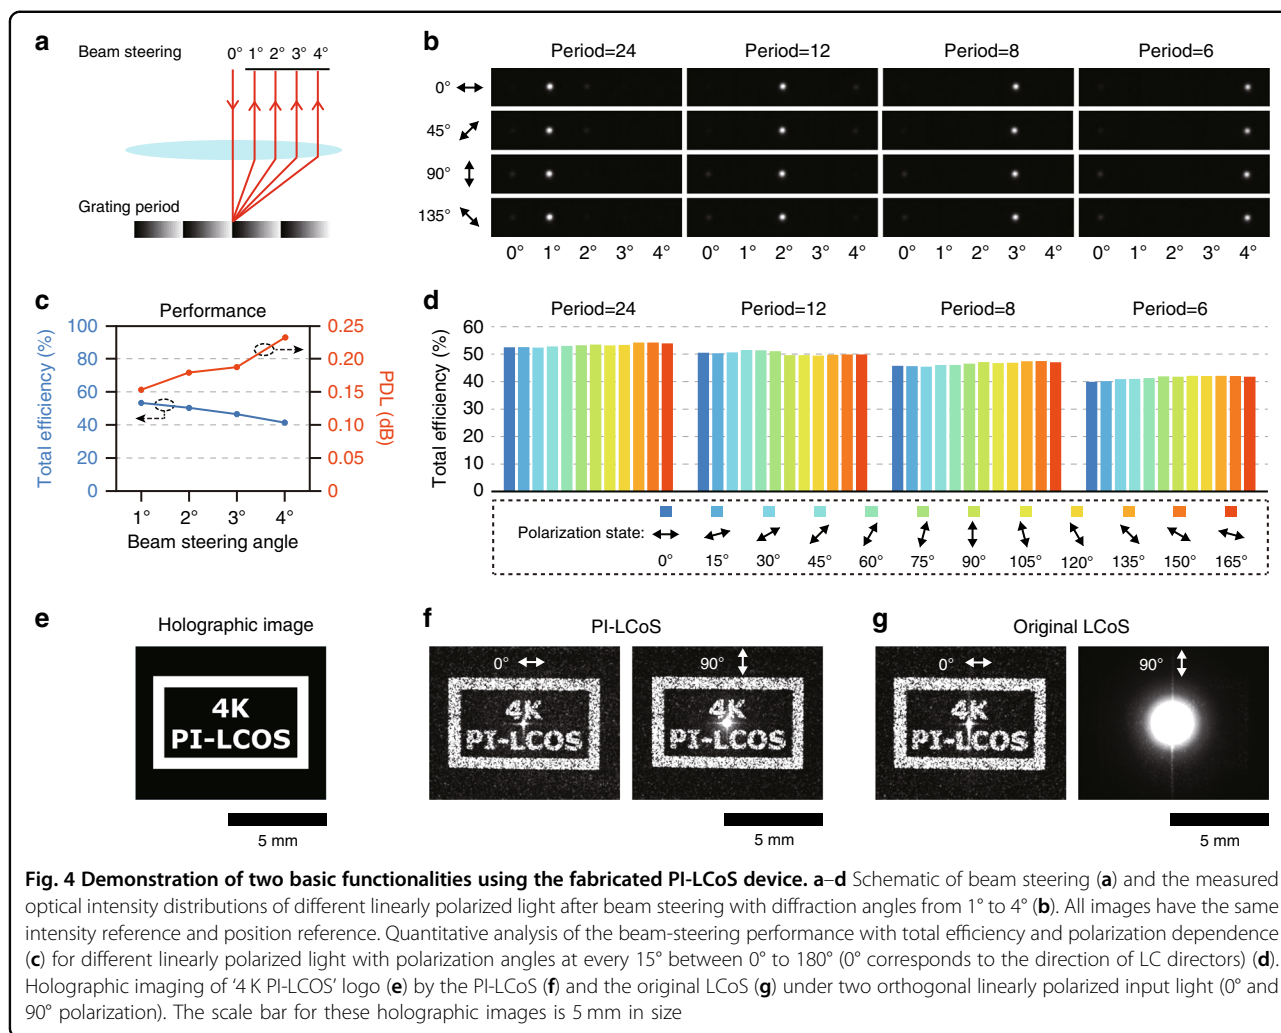 a
Beam steering
0° 1° 2° 3° 4°
Grating period
b
Period=24 Period=12 Period=8 Period=6
0°
45°
90°
135°
0° 1° 2° 3° 4° 0° 1° 2° 3° 4° 0° 1° 2° 3° 4° 0° 1° 2° 3° 4°
c
Performance
Total efficiency (%)
100
80
60
40
20
0
0.25
0.20
0.15
0.10
0.05
0
PDL (dB)
1° 2° 3° 4°
Beam steering angle
d
Period=24 Period=12 Period=8 Period=6
Total efficiency (%)
60
50
40
30
20
10
0
Polarization state:
0° 15° 30° 45° 60° 75° 90° 105° 120° 135° 150° 165°
e
Holographic image
4K
PI-LCOS
5 mm
f
PI-LCoS
0° 90°
4K 4K
PI-LCOS PI-LCOS
5 mm
g
Original LCoS
0° 90°
4K
PI-LCOS
5 mm
Fig. 4 Demonstration of two basic functionalities using the fabricated PI-LCoS device. a–d Schematic of beam steering (a) and the measured
optical intensity distributions of different linearly polarized light after beam steering with diffraction angles from 1° to 4° (b). All images have the same
intensity reference and position reference. Quantitative analysis of the beam-steering performance with total efficiency and polarization dependence
(c) for different linearly polarized light with polarization angles at every 15° between 0° to 180° (0° corresponds to the direction of LC directors) (d).
Holographic imaging of ‘4 K PI-LCOS’ logo (e) by the PI-LCoS (f) and the original LCoS (g) under two orthogonal linearly polarized input light (0° and
90° polarization). The scale bar for these holographic images is 5 mm in size